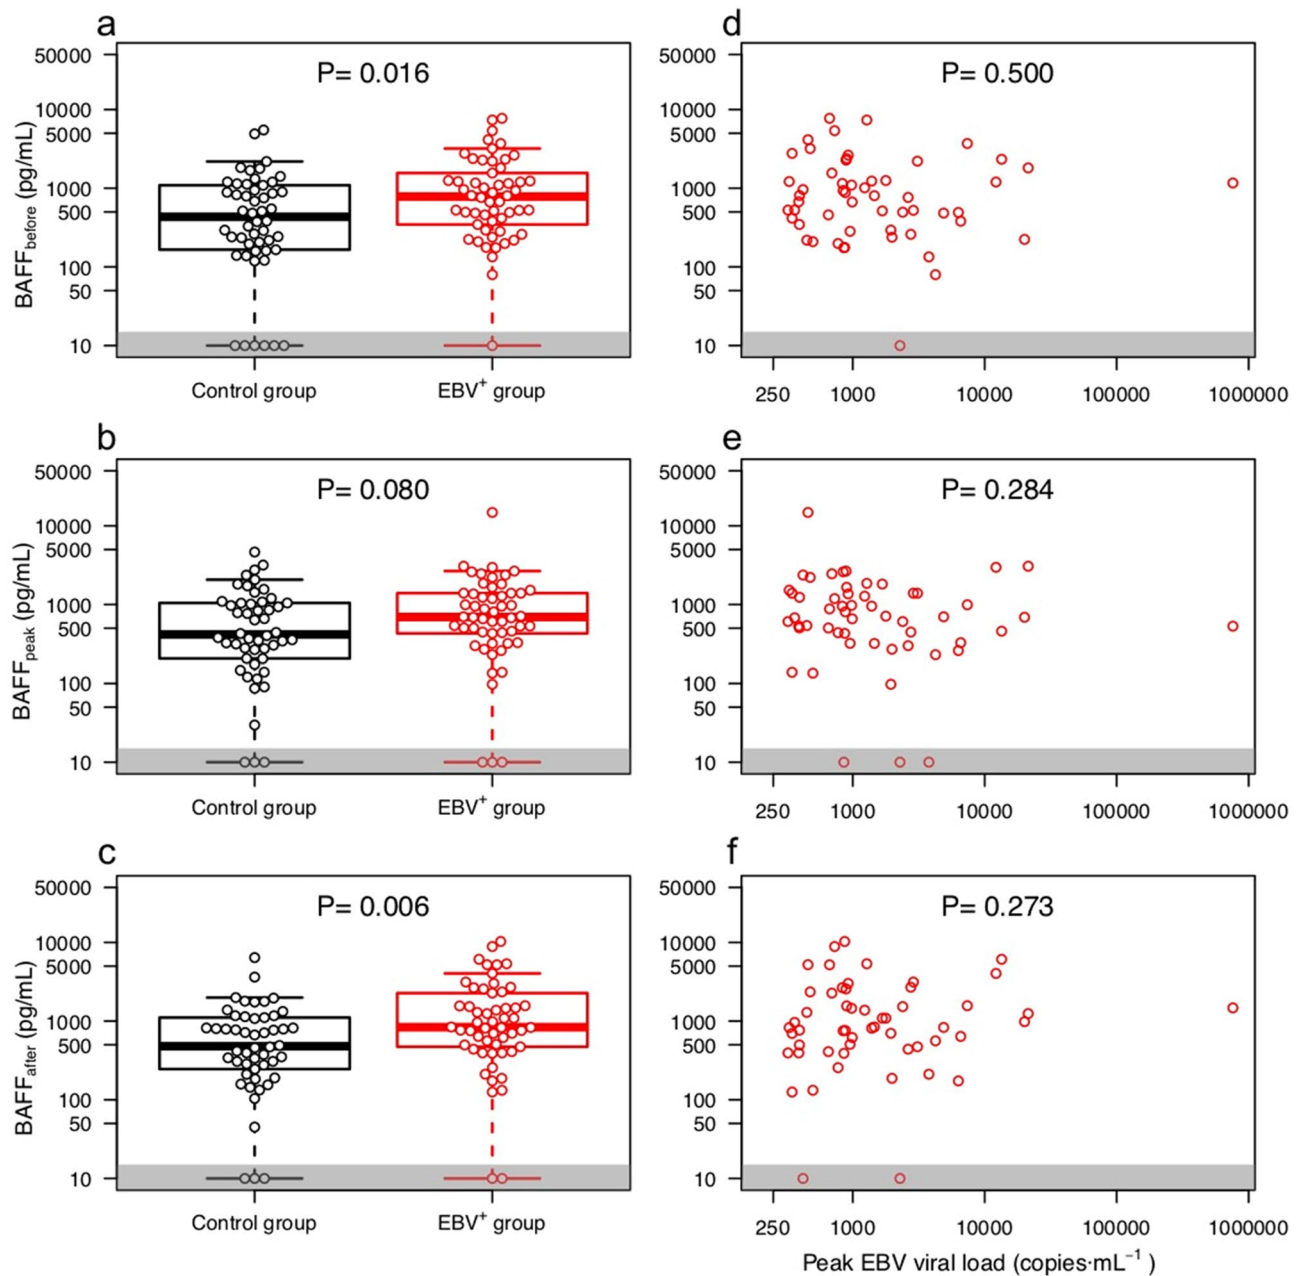 a
P= 0.016
BAFFbefore (pg/mL)
50000
10000
5000
1000
500
100
50
10
Control group
EBV+ group
d
P= 0.500
50000
10000
5000
1000
500
100
50
10
250
1000
10000
100000
1000000
b
P= 0.080
BAFFpeak (pg/mL)
50000
10000
5000
1000
500
100
50
10
Control group
EBV+ group
e
P= 0.284
50000
10000
5000
1000
500
100
50
10
250
1000
10000
100000
1000000
c
P= 0.006
BAFFafter (pg/mL)
50000
10000
5000
1000
500
100
50
10
Control group
EBV+ group
f
P= 0.273
50000
10000
5000
1000
500
100
50
10
250
1000
10000
100000
1000000
Peak EBV viral load (copies·mL−1 )